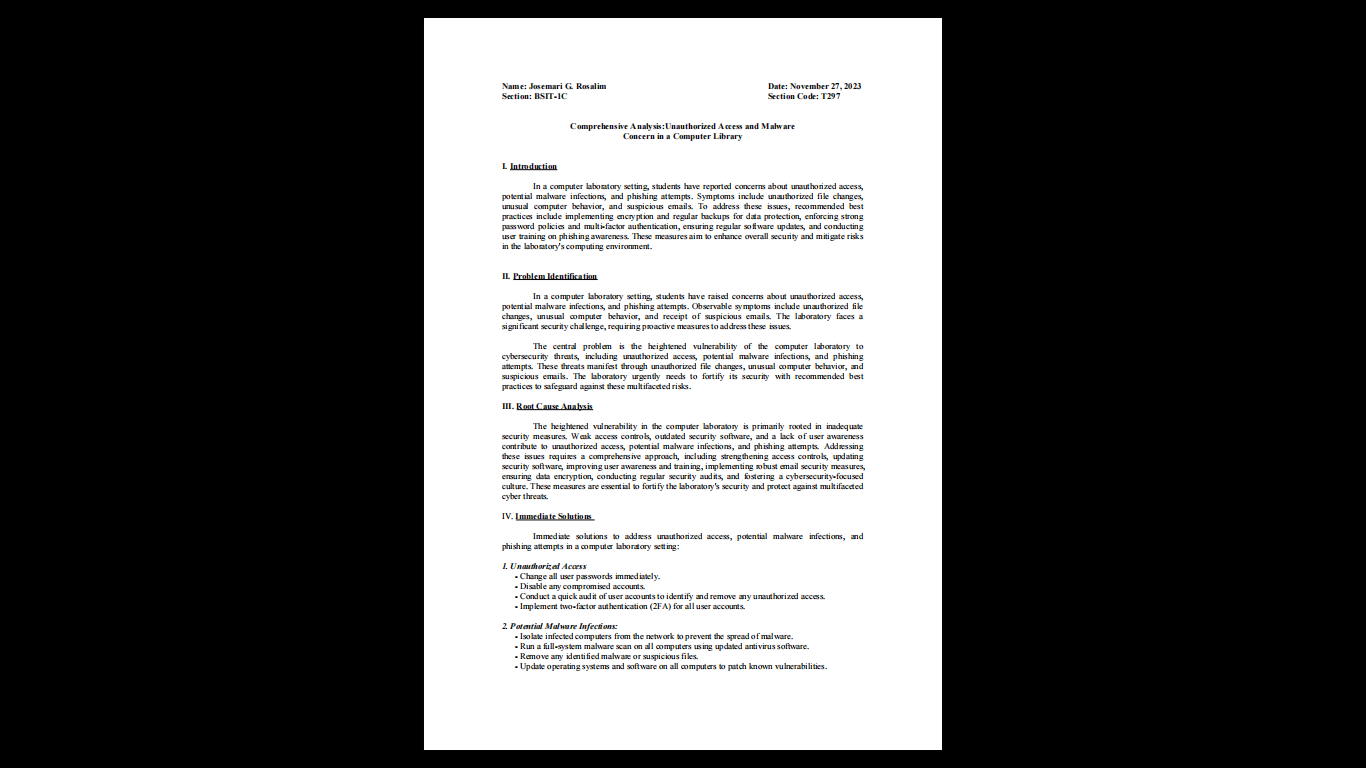 Name: Josemari G. Rosalim
Date: November 27, 2023
Section: BSIT-1C
Section Code: T297
Comprehensive Analysis:Unauthorized Access and Malware
Concern in a Computer Library
I. Introduction
In a computer laboratory setting, students have reported concerns about unauthorized access,
potential malware infections, and phishing attempts. Symptoms include unauthorized file changes,
unusual computer behavior, and suspicious emails. To address these issues, recommended best
practices include implementing encryption and regular backups for data protection, enforcing strong
password policies and multi-factor authentication, ensuring regular software updates, and conducting
user training on phishing awareness. These measures aim to enhance overall security and mitigate risks
in the laboratory's computing environment.
II. Problem Identification
In a computer laboratory setting, students have raised concerns about unauthorized access,
potential malware infections, and phishing attempts. Observable symptoms include unauthorized file
changes, unusual computer behavior, and receipt of suspicious emails. The laboratory faces a
significant security challenge, requiring proactive measures to address these issues.
The central problem is the heightened vulnerability of the computer laboratory to
cybersecurity threats, including unauthorized access, potential malware infections, and phishing
attempts. These threats manifest through unauthorized file changes, unusual computer behavior, and
suspicious emails. The laboratory urgently needs to fortify its security with recommended best
practices to safeguard against these multifaceted risks.
III. Root Cause Analysis
The heightened vulnerability in the computer laboratory is primarily rooted in inadequate
security measures. Weak access controls, outdated security software, and a lack of user awareness
contribute to unauthorized access, potential malware infections, and phishing attempts. Addressing
these issues requires a comprehensive approach, including strengthening access controls, updating
security software, improving user awareness and training, implementing robust email security measures,
ensuring data encryption, conducting regular security audits, and fostering a cybersecurity-focused
culture. These measures are essential to fortify the laboratory's security and protect against multifaceted
cyber threats.
IV. Immediate Solutions
Immediate solutions to address unauthorized access, potential malware infections, and
phishing attempts in a computer laboratory setting:
1. Unauthorized Access
- Change all user passwords immediately.
- Disable any compromised accounts.
- Conduct a quick audit of user accounts to identify and remove any unauthorized access.
- Implement two-factor authentication (2FA) for all user accounts.
2. Potential Malware Infections:
- Isolate infected computers from the network to prevent the spread of malware.
- Run a full-system malware scan on all computers using updated antivirus software.
- Remove any identified malware or suspicious files.
- Update operating systems and software on all computers to patch known vulnerabilities.